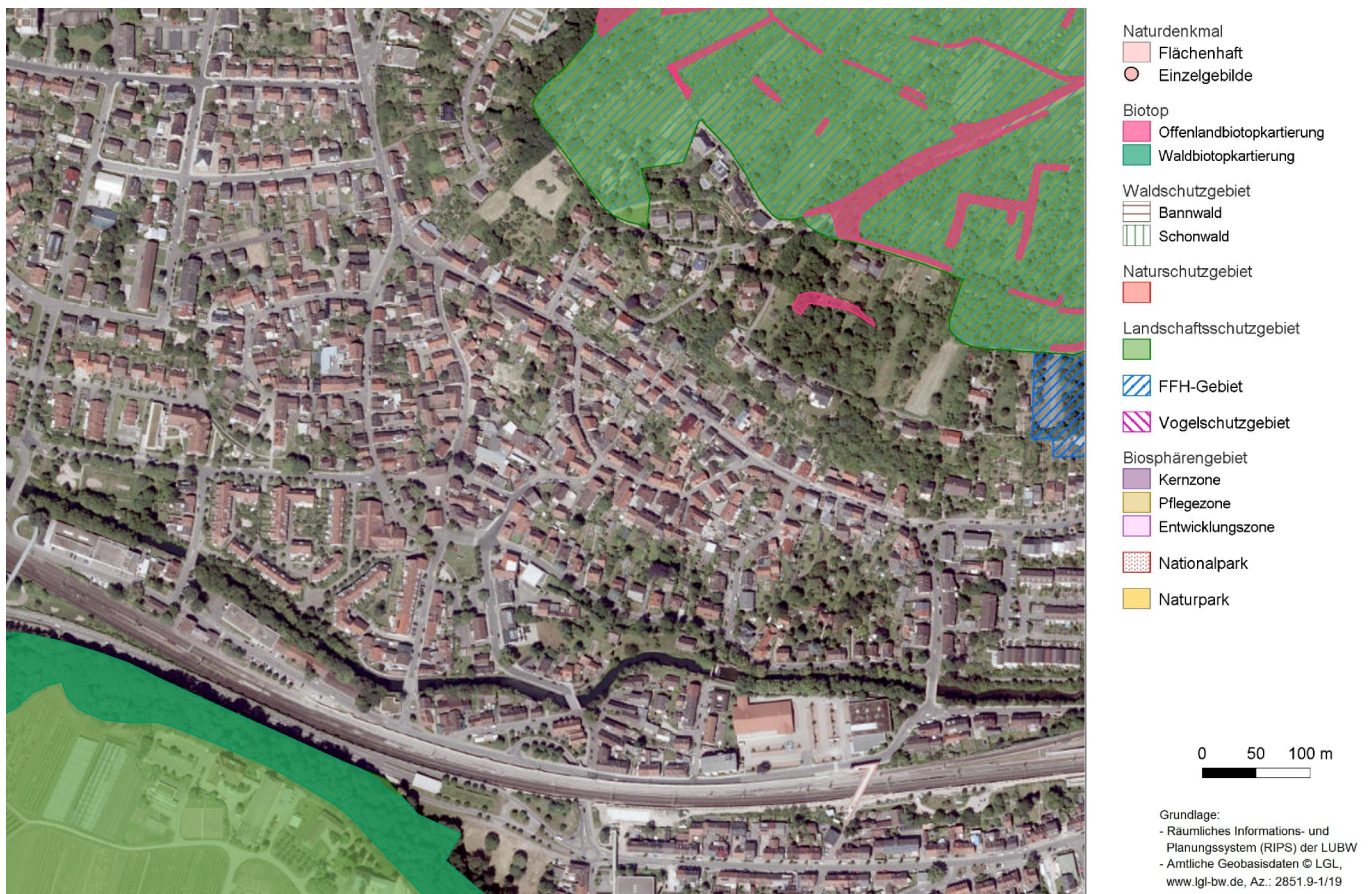 Naturdenkmal
Flächenhaft
Einzelgebilde
Biotop
Offenlandbiotopkartierung
Waldbiotopkartierung
Waldschutzgebiet
Bannwald
Schonwald
Naturschutzgebiet
Landschaftsschutzgebiet
FFH-Gebiet
Vogelschutzgebiet
Biosphärengebiet
Kernzone
Pflegezone
Entwicklungszone
Nationalpark
Naturpark
0 50 100 m
Grundlage:
- Räumliches Informations- und
Planungssystem (RIPS) der LUBW
- Amtliche Geobasisdaten © LGL,
www.lgl-bw.de, Az.: 2851.9-1/19